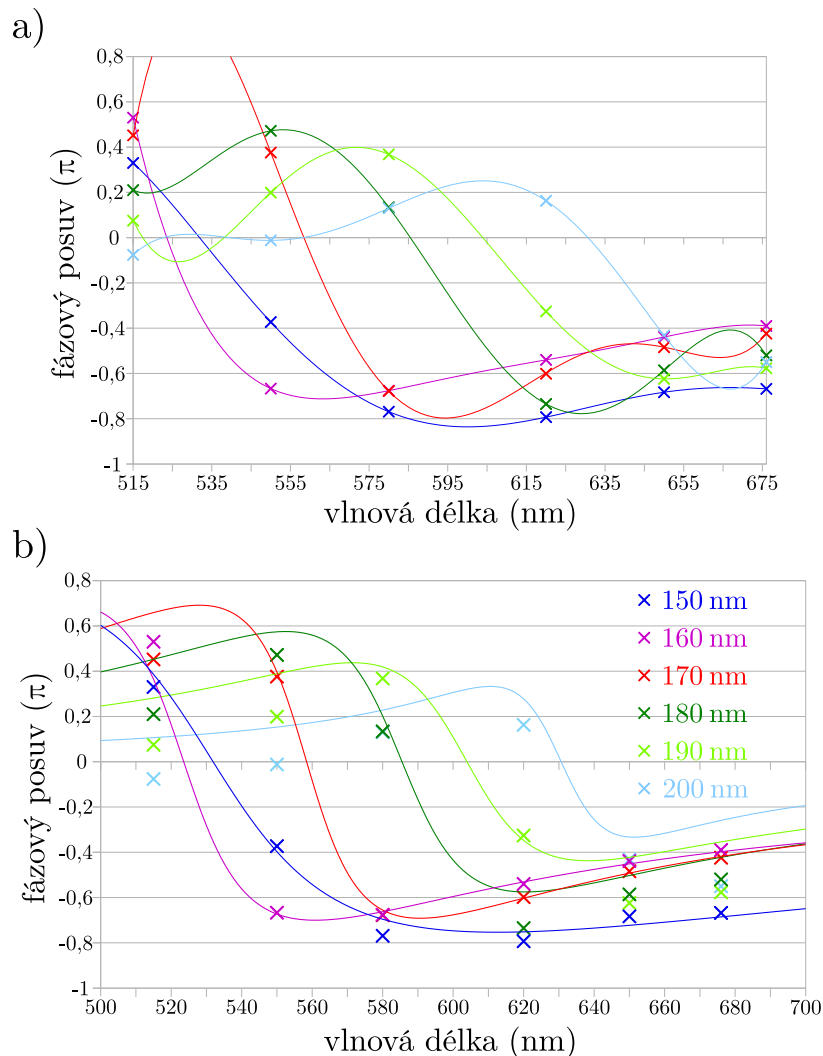 a)
fázový posuv (π)
0,8
0,6
0,4
0,2
0
-0,2
-0,4
-0,6
-0,8
-1
515 535 555 575 595 615 635 655 675
vlnová délka (nm)
b)
fázový posuv (π)
0,8
0,6
0,4
0,2
0
-0,2
-0,4
-0,6
-0,8
-1
150 nm
160 nm
170 nm
180 nm
190 nm
200 nm
500 520 540 560 580 600 620 640 660 680 700
vlnová délka (nm)